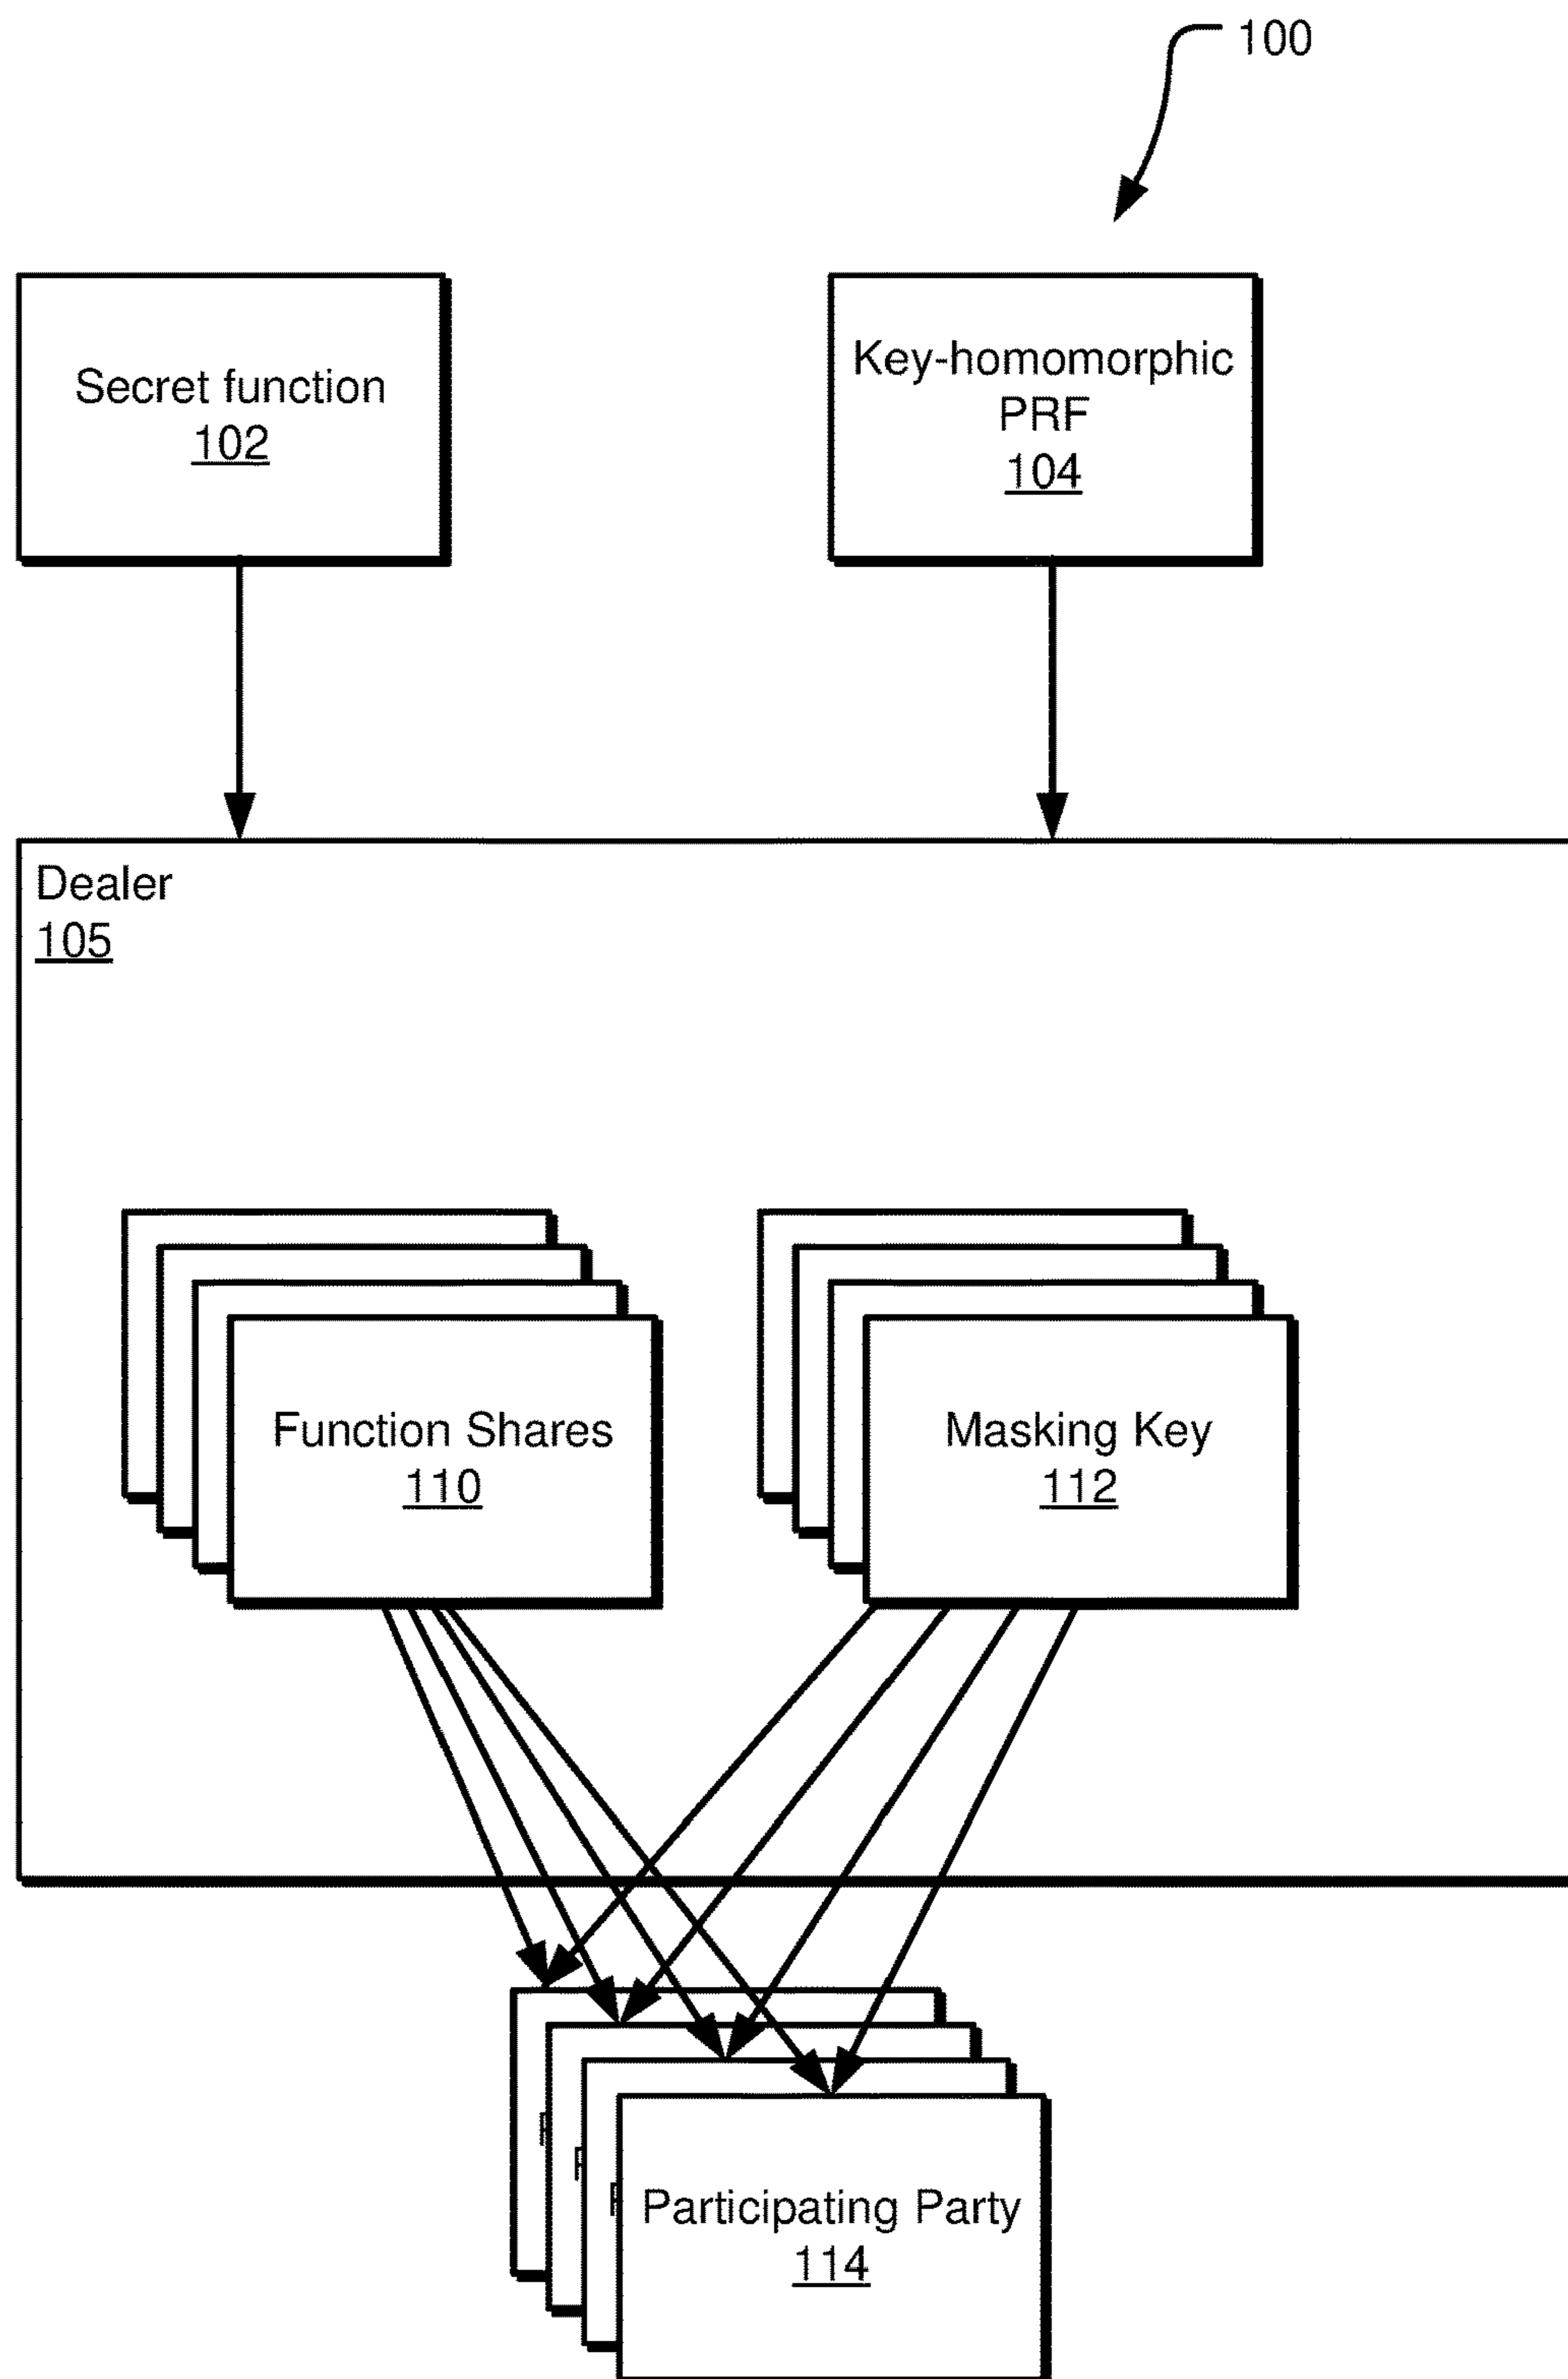 100
Secret function
102
Key-homomorphic
PRF
104
Dealer
105
Function Shares
110
Masking Key
112
Participating Party
114